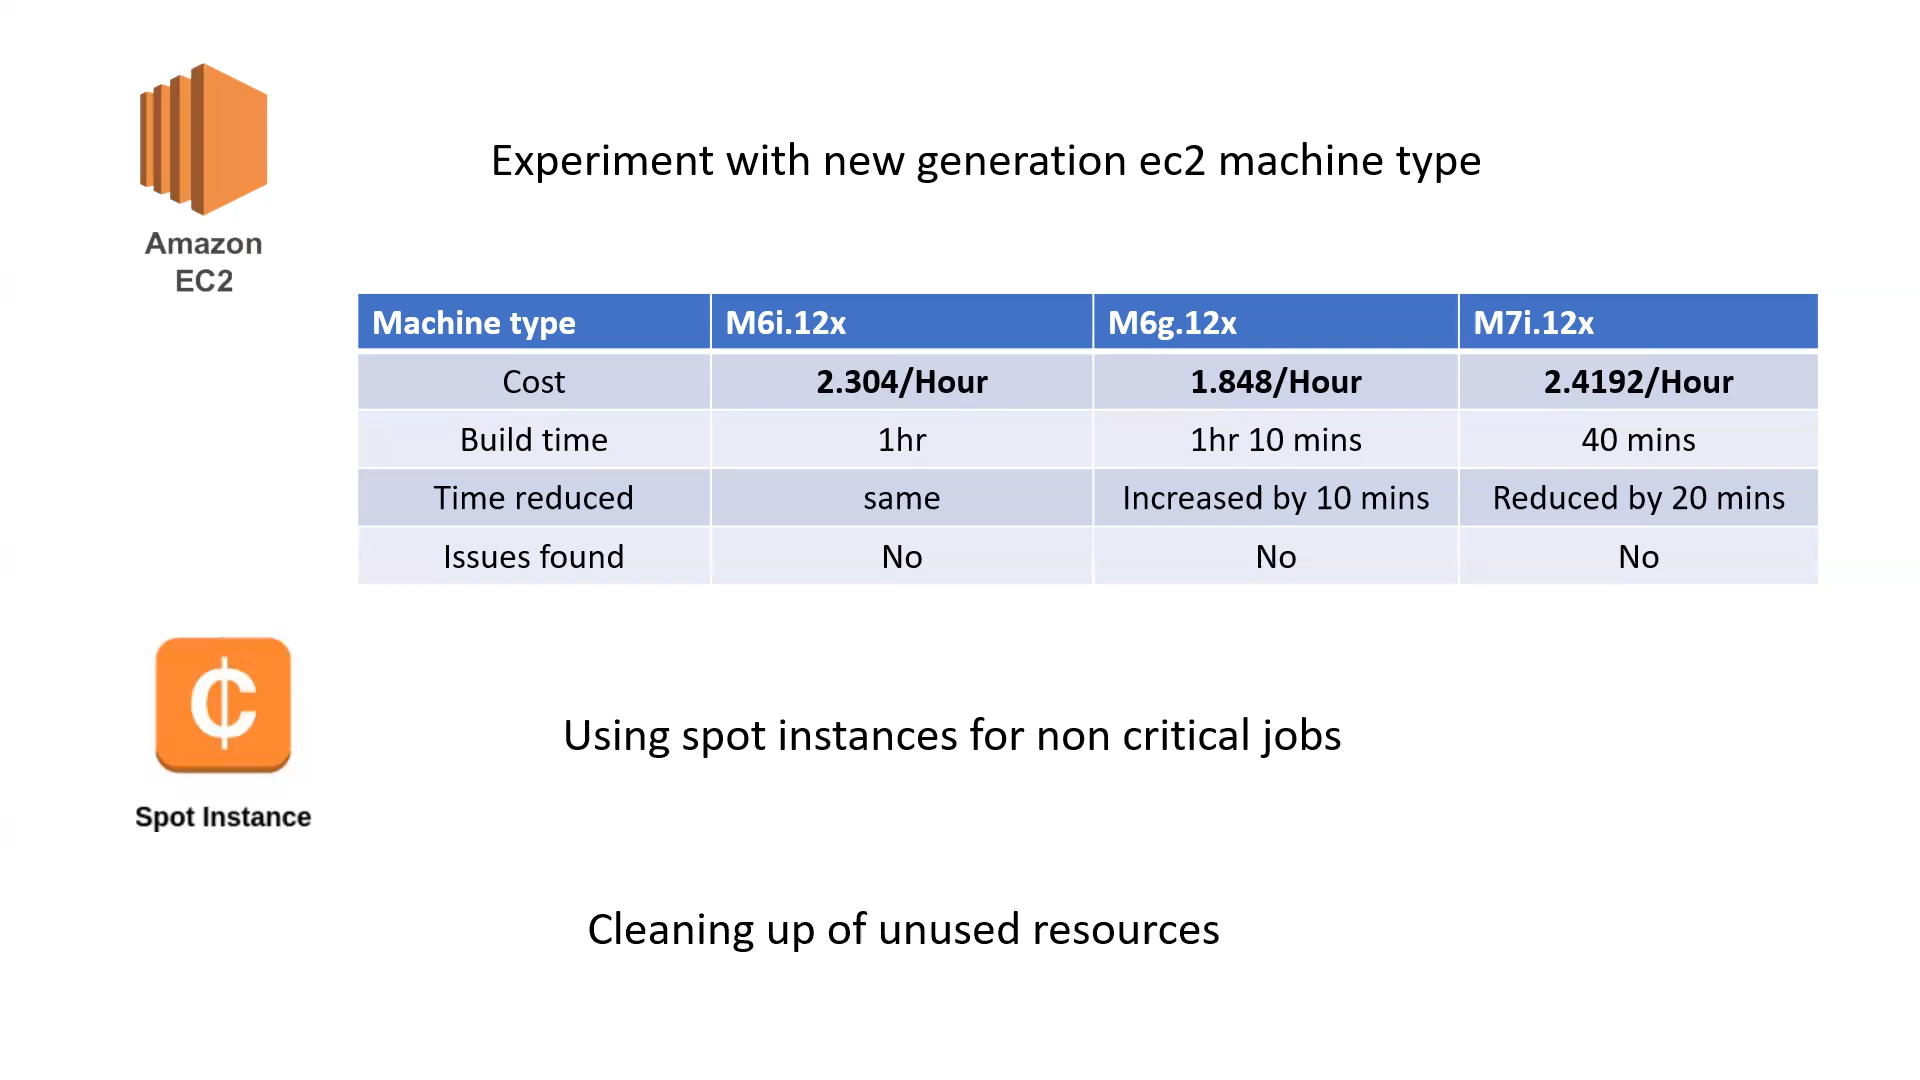 Experiment with new generation ec2 machine type
Amazon
EC2
Machine type M6i.12x M6g.12x M7i.12x
Cost 2.304/Hour 1.848/Hour 2.4192/Hour
Build time 1hr 1hr 10 mins 40 mins
Time reduced same Increased by 10 mins Reduced by 20 mins
Issues found No No No
₵
Using spot instances for non critical jobs
Spot Instance
Cleaning up of unused resources